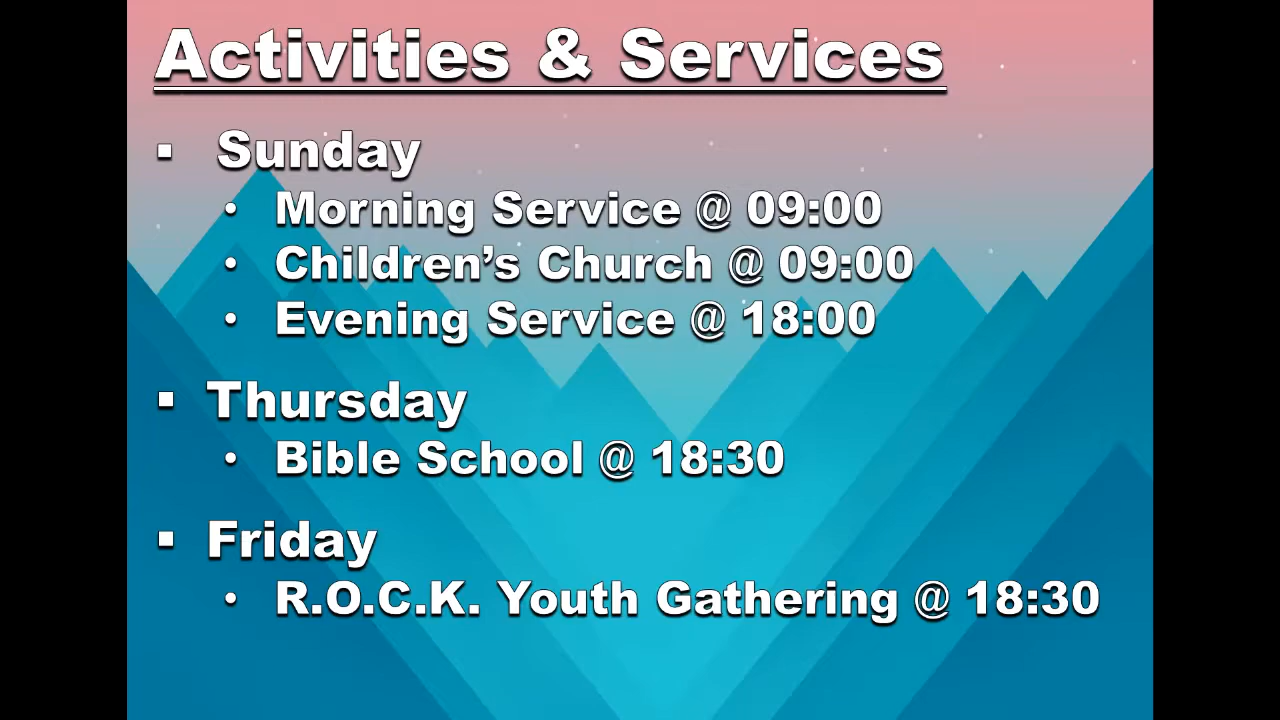 Activities & Services
▪ Sunday
• Morning Service @ 09:00
• Children’s Church @ 09:00
• Evening Service @ 18:00
▪ Thursday
• Bible School @ 18:30
▪ Friday
• R.O.C.K. Youth Gathering @ 18:30